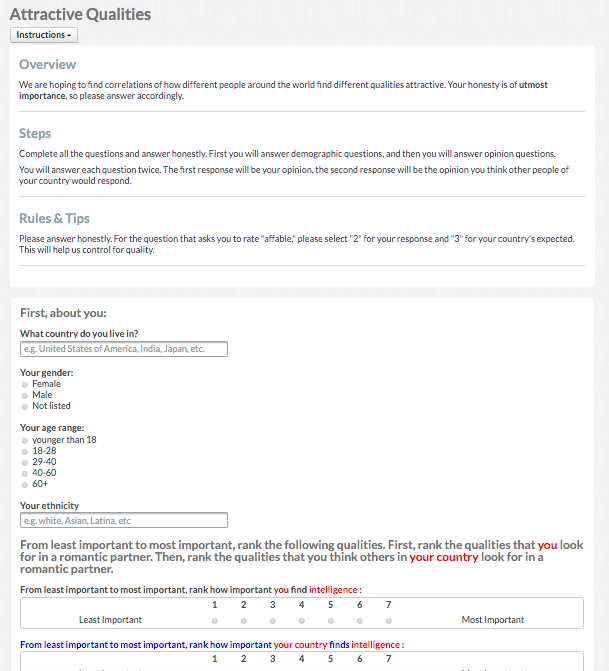 Attractive Qualities
Instructions
Overview
We are hoping to find correlations of how different people around the world find different qualities attractive. Your honesty is of utmost
importance, so please answer accordingly.
Steps
Complete all the questions and answer honestly. First you will answer demographic questions, and then you will answer opinion questions.
You will answer each question twice. The first response will be your opinion, the second response will be the opinion you think other people of
your country would respond.
Rules & Tips
Please answer honestly. For the question that asks you to rate "affable," please select "2" for your response and "3" for your country's expected.
This will help us control for quality.
First, about you:
What country do you live in?
e.g. United States of America, India, Japan, etc.
Your gender:
Female
Male
Not listed
Your age range:
younger than 18
18-28
29-40
40-60
60+
Your ethnicity
e.g. white, Asian, Latina, etc
From least important to most important, rank the following qualities. First, rank the qualities that you look
for in a romantic partner. Then, rank the qualities that you think others in your country look for in a
romantic partner.
From least important to most important, rank how important you find intelligence :
1 2 3 4 5 6 7
Least Important Most Important
From least important to most important, rank how important your country finds intelligence :
1 2 3 4 5 6 7